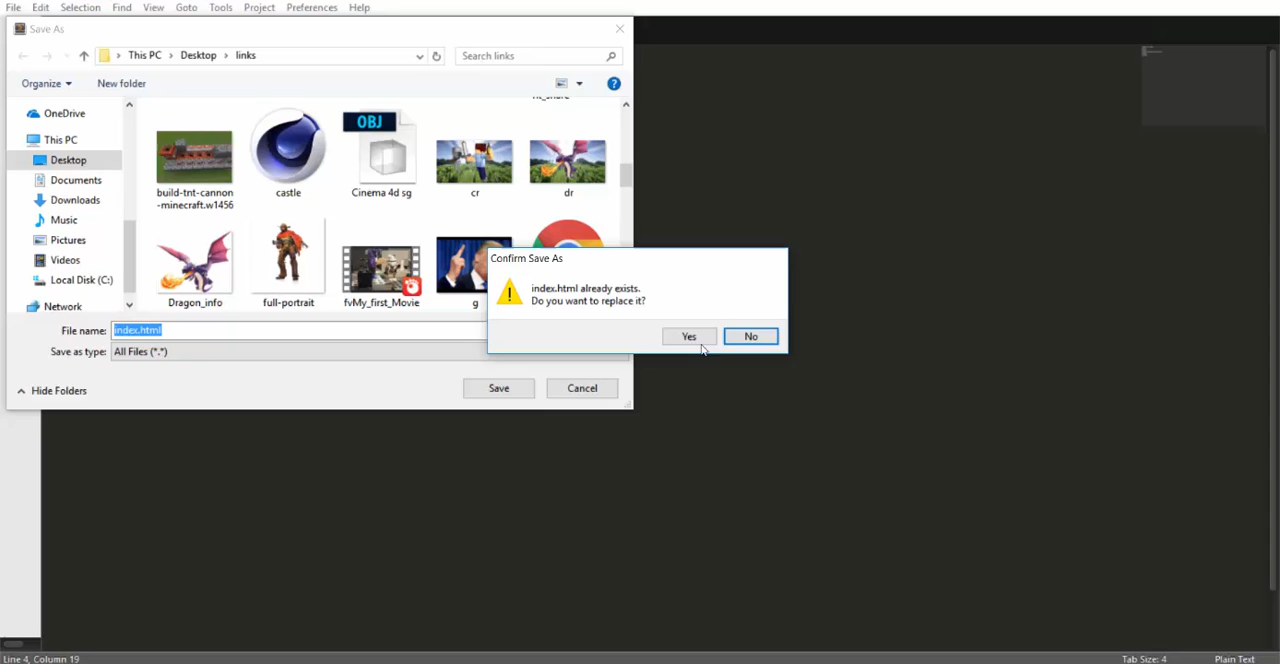 File Edit Selection Find View Goto Tools Project Preferences Help
Save As
This PC > Desktop > links
Search links
Organize
New folder
OneDrive
This PC
Desktop
Documents
Downloads
Music
Pictures
Videos
Local Disk (C:)
Network
OBJ
build-tnt-cannon
-minecraft.w1456
castle
Cinema 4d sg
cr
dr
Dragon_info
full-portrait
fvMy_first_Movie
g
Confirm Save As
index.html already exists.
Do you want to replace it?
Yes
No
File name: index.html
Save as type: All Files (*.*)
Hide Folders
Save
Cancel
Line 4, Column 19
Tab Size: 4
Plain Text